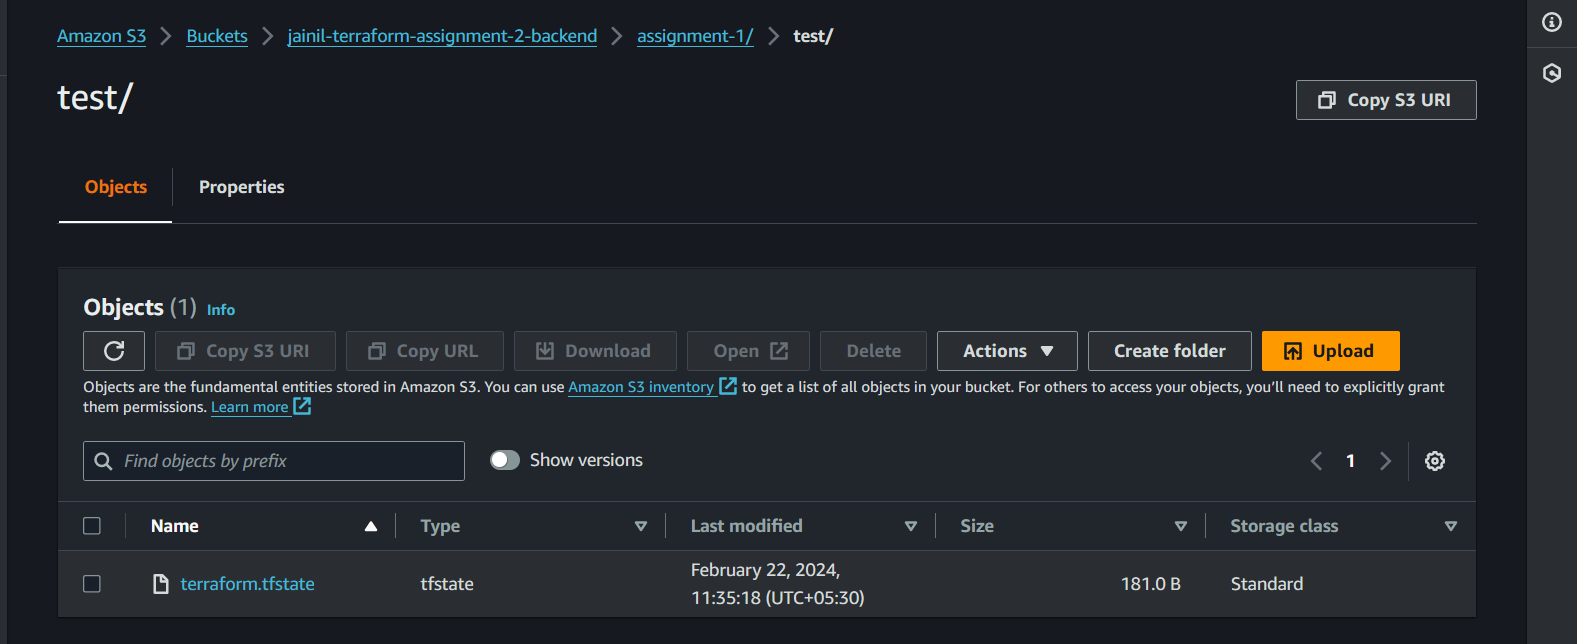 Amazon S3 > Buckets > jainil-terraform-assignment-2-backend > assignment-1/ > test/
test/
Copy S3 URI
Objects
Properties
Objects (1) Info
Copy S3 URI
Copy URL
Download
Open
Delete
Actions
Create folder
Upload
Objects are the fundamental entities stored in Amazon S3. You can use Amazon S3 inventory to get a list of all objects in your bucket. For others to access your objects, you’ll need to explicitly grant
them permissions. Learn more
Find objects by prefix
Show versions
1
Name
Type
Last modified
Size
Storage class
terraform.tfstate
tfstate
February 22, 2024,
11:35:18 (UTC+05:30)
181.0 B
Standard